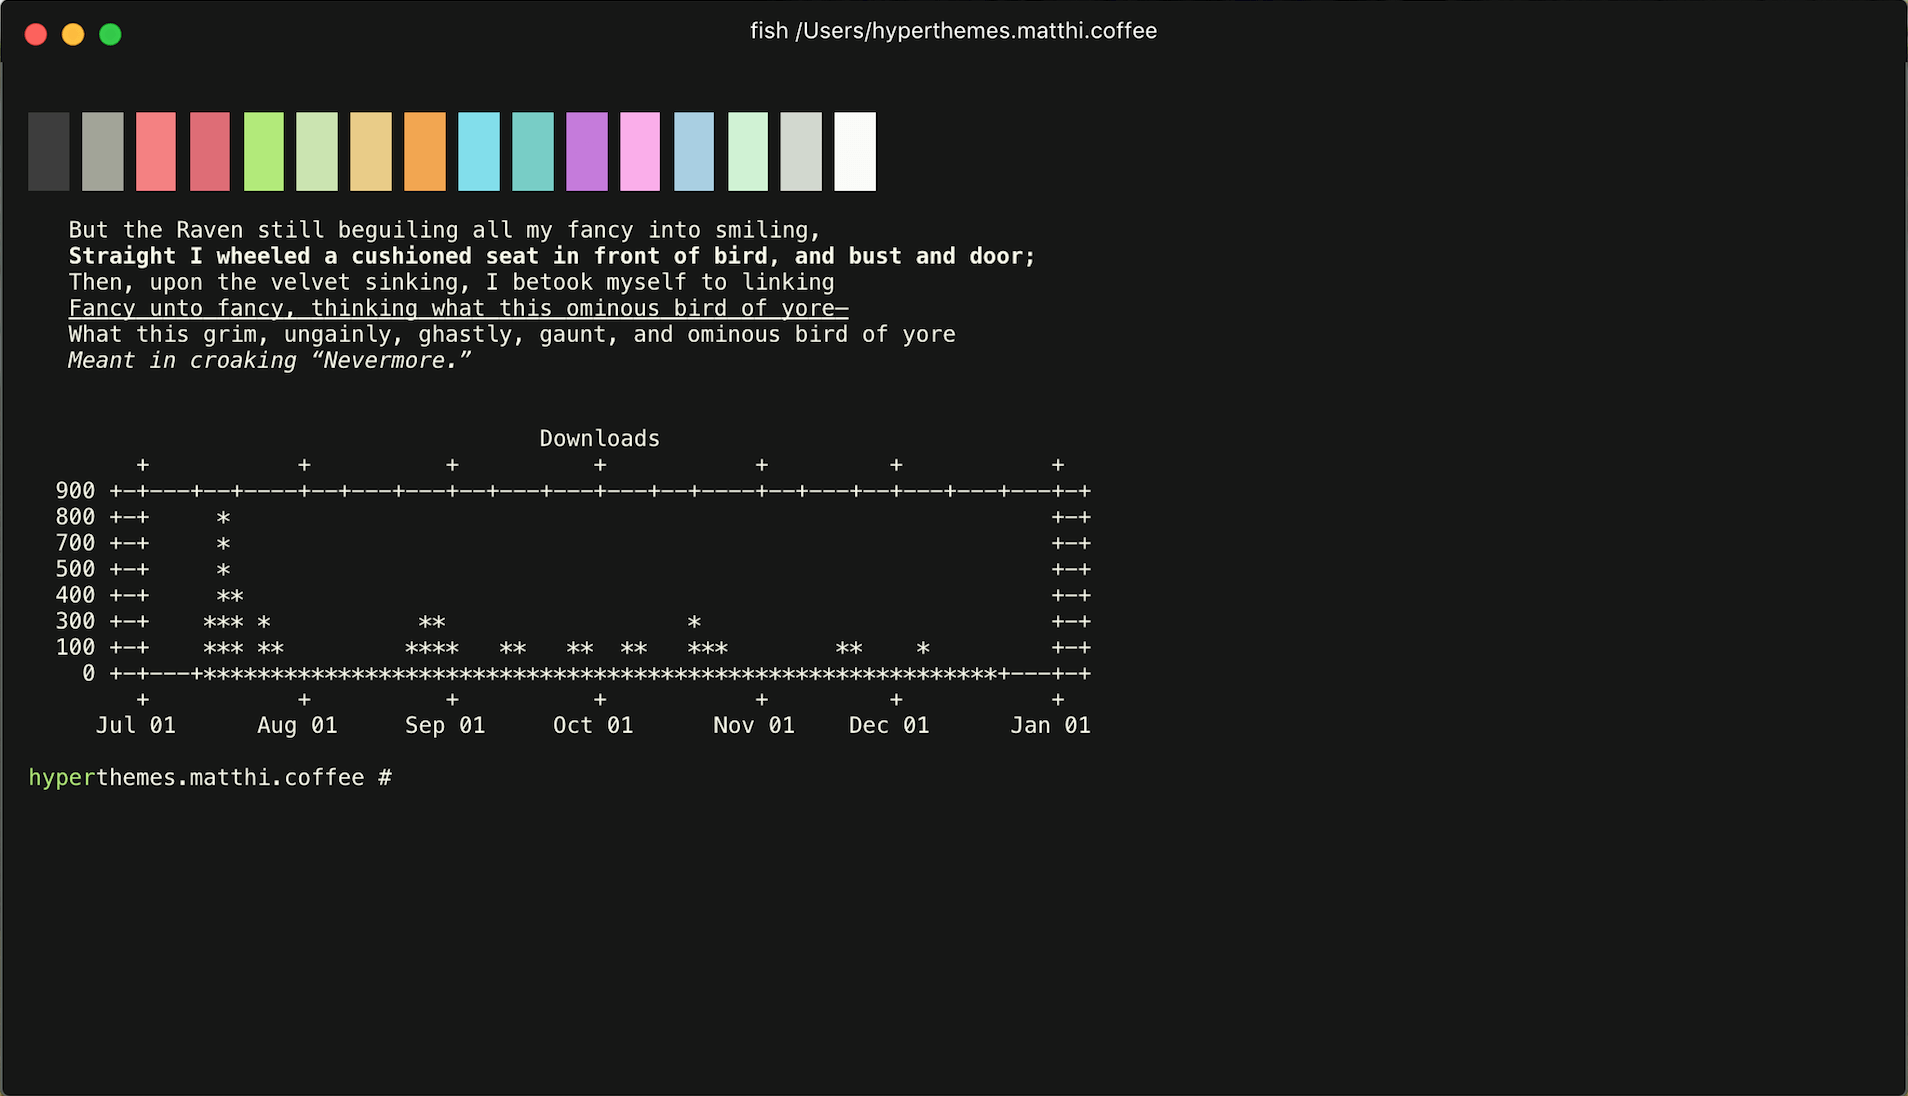 fish /Users/hyperthemes.matthi.coffee
But the Raven still beguiling all my fancy into smiling,
Straight I wheeled a cushioned seat in front of bird, and bust and door;
Then, upon the velvet sinking, I betook myself to linking
Fancy unto fancy, thinking what this ominous bird of yore—
What this grim, ungainly, ghastly, gaunt, and ominous bird of yore
Meant in croaking “Nevermore.”
Downloads
+ + + + + + +
900 +-+---+--+----+--+---+---+--+---+---+---+--+----+--+---+--+---+---+---+-+
800 +-+ * +-+
700 +-+ * +-+
500 +-+ * +-+
400 +-+ ** +-+
300 +-+ *** * ** * +-+
100 +-+ *** ** **** ** ** ** *** ** * +-+
0 +-+---+***********************************************************+---+-+
+ + + + + + +
Jul 01 Aug 01 Sep 01 Oct 01 Nov 01 Dec 01 Jan 01
hyperthemes.matthi.coffee #